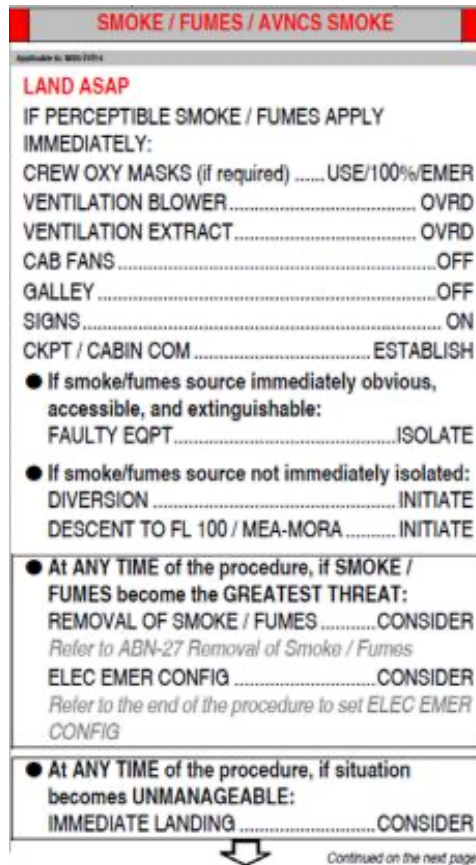 SMOKE / FUMES / AVNCS SMOKE
LAND ASAP
IF PERCEPTIBLE SMOKE / FUMES APPLY
IMMEDIATELY:
CREW OXY MASKS (if required) ...... USE/100%/EMER
VENTILATION BLOWER ................................ OVRD
VENTILATION EXTRACT ............................... OVRD
CAB FANS ..................................................... OFF
GALLEY ......................................................... OFF
SIGNS ............................................................ ON
CKPT / CABIN COM .............................. ESTABLISH
● If smoke/fumes source immediately obvious,
accessible, and extinguishable:
FAULTY EQPT ...................................... ISOLATE
● If smoke/fumes source not immediately isolated:
DIVERSION ......................................... INITIATE
DESCENT TO FL 100 / MEA-MORA .......... INITIATE
● At ANY TIME of the procedure, if SMOKE /
FUMES become the GREATEST THREAT:
REMOVAL OF SMOKE / FUMES ........... CONSIDER
Refer to ABN-27 Removal of Smoke / Fumes
ELEC EMER CONFIG ......................... CONSIDER
Refer to the end of the procedure to set ELEC EMER
CONFIG
● At ANY TIME of the procedure, if situation
becomes UNMANAGEABLE:
IMMEDIATE LANDING ........................ CONSIDER
Continued on the next page